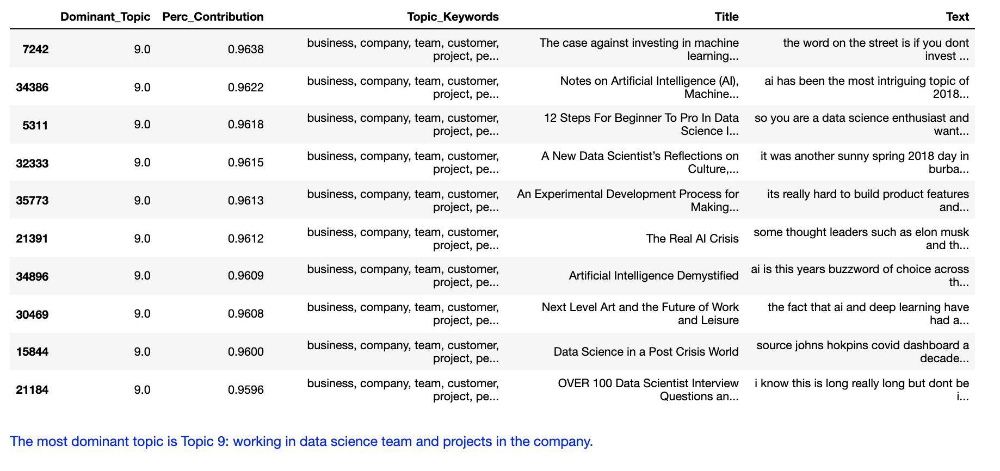 Dominant_Topic Perc_Contribution Topic_Keywords Title Text
7242 9.0 0.9638 business, company, team, customer, project, pe... The case against investing in machine learning... the word on the street is if you dont invest ...
34386 9.0 0.9622 business, company, team, customer, project, pe... Notes on Artificial Intelligence (AI), Machine... ai has been the most intriguing topic of 2018...
5311 9.0 0.9618 business, company, team, customer, project, pe... 12 Steps For Beginner To Pro In Data Science I... so you are a data science enthusiast and want...
32333 9.0 0.9615 business, company, team, customer, project, pe... A New Data Scientist’s Reflections on Culture,... it was another sunny spring 2018 day in burba...
35773 9.0 0.9613 business, company, team, customer, project, pe... An Experimental Development Process for Making... its really hard to build product features and...
21391 9.0 0.9612 business, company, team, customer, project, pe... The Real AI Crisis some thought leaders such as elon musk and th...
34896 9.0 0.9609 business, company, team, customer, project, pe... Artificial Intelligence Demystified ai is this years buzzword of choice across th...
30469 9.0 0.9608 business, company, team, customer, project, pe... Next Level Art and the Future of Work and Leisure the fact that ai and deep learning have had a...
15844 9.0 0.9600 business, company, team, customer, project, pe... Data Science in a Post Crisis World source johns hokpins covid dashboard a decade...
21184 9.0 0.9596 business, company, team, customer, project, pe... OVER 100 Data Scientist Interview Questions an... i know this is long really long but dont be i...
The most dominant topic is Topic 9: working in data science team and projects in the company.